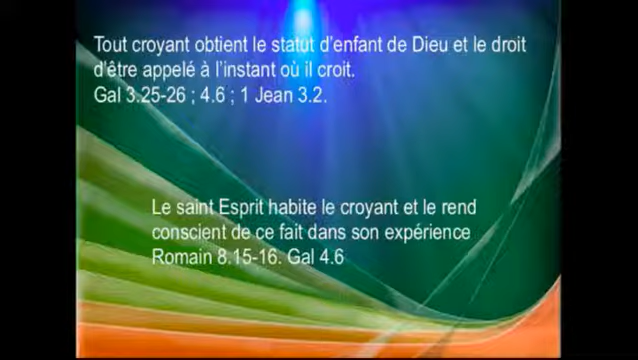 Tout croyant obtient le statut d'enfant de Dieu et le droit
d'être appelé à l'instant où il croit.
Gal 3.25-26 ; 4.6 ; 1 Jean 3.2.
Le saint Esprit habite le croyant et le rend
conscient de ce fait dans son expérience
Romain 8.15-16. Gal 4.6